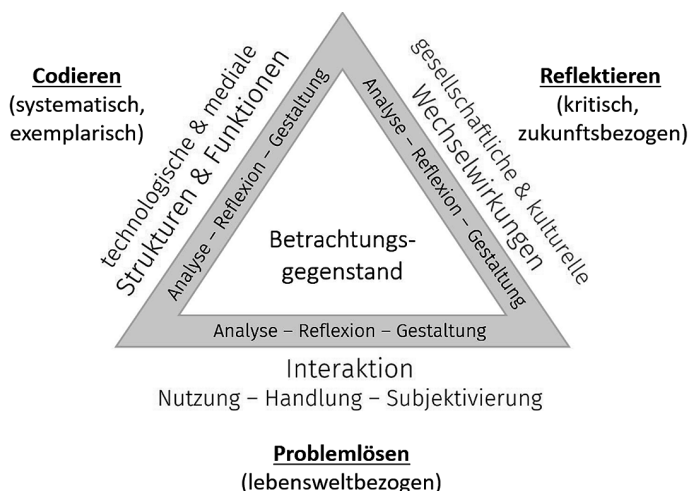 Codieren
(systematisch,
exemplarisch)
technologische & mediale
Strukturen & Funktionen
Analyse – Reflexion – Gestaltung
Reflektieren
(kritisch,
zukunftsbezogen)
gesellschaftliche & kulturelle
Wechselwirkungen
Analyse – Reflexion – Gestaltung
Betrachtungs-
gegenstand
Analyse – Reflexion – Gestaltung
Interaktion
Nutzung – Handlung – Subjektivierung
Problemlösen
(lebensweltbezogen)